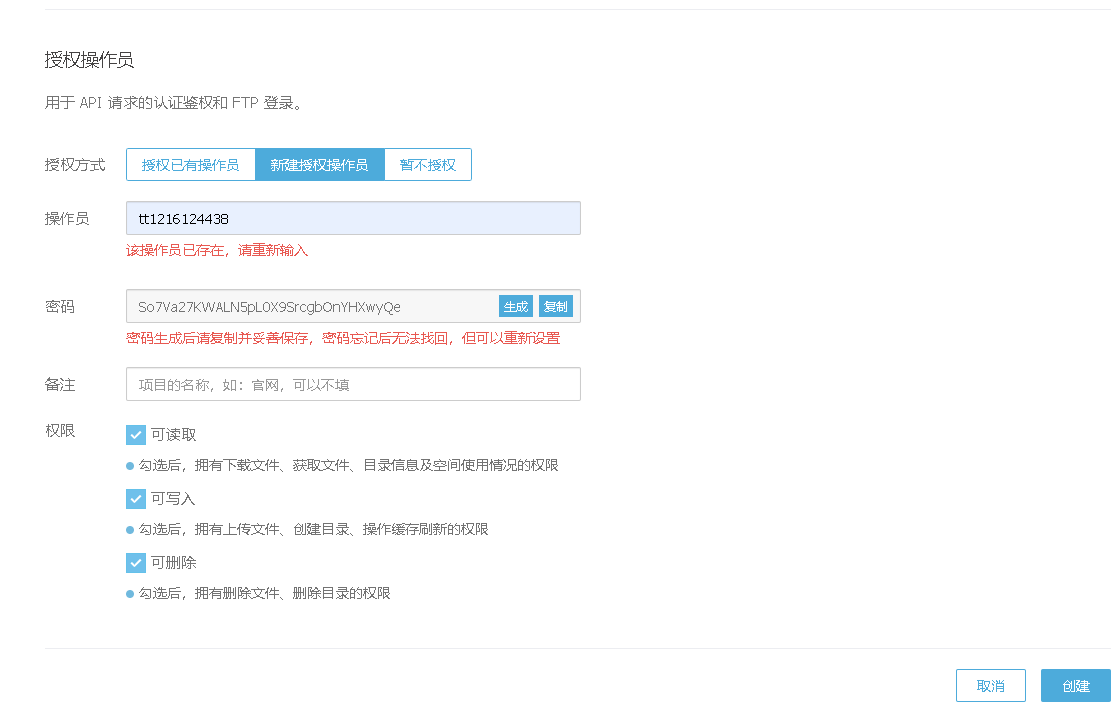 授权操作员
用于 API 请求的认证鉴权和 FTP 登录。
授权方式 授权已有操作员 新建授权操作员 暂不授权
操作员 tt1216124438
该操作员已存在，请重新输入
密码 So7Va27KWALN5pL0X9SrcgbOnYHXwyQe 生成 复制
密码生成后请复制并妥善保存，密码忘记后无法找回，但可以重新设置
备注 项目的名称，如：官网，可以不填
权限 可读取
勾选后，拥有下载文件、获取文件、目录信息及空间使用情况的权限
可写入
勾选后，拥有上传文件、创建目录、操作缓存刷新的权限
可删除
勾选后，拥有删除文件、删除目录的权限
取消 创建